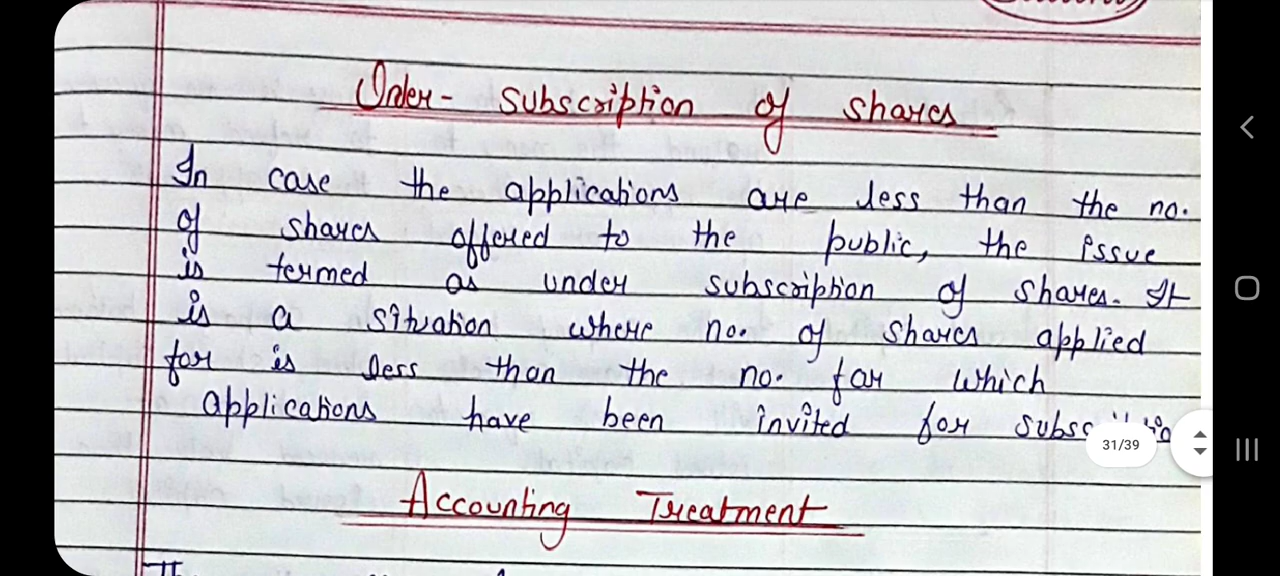 Under- subscription of shares
In case the applications are less than the no.
of shares offered to the public, the issue
is termed as under subscription of shares. It
is a situation where no. of shares applied
for is less than the no. for which
applications have been invited for
31/39
Accounting Treatment